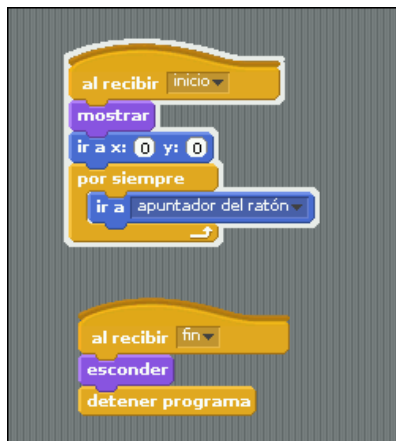 al recibir inicio
mostrar
ir a x: 0 y: 0
por siempre
ir a apuntador del ratón
al recibir fin
esconder
detener programa